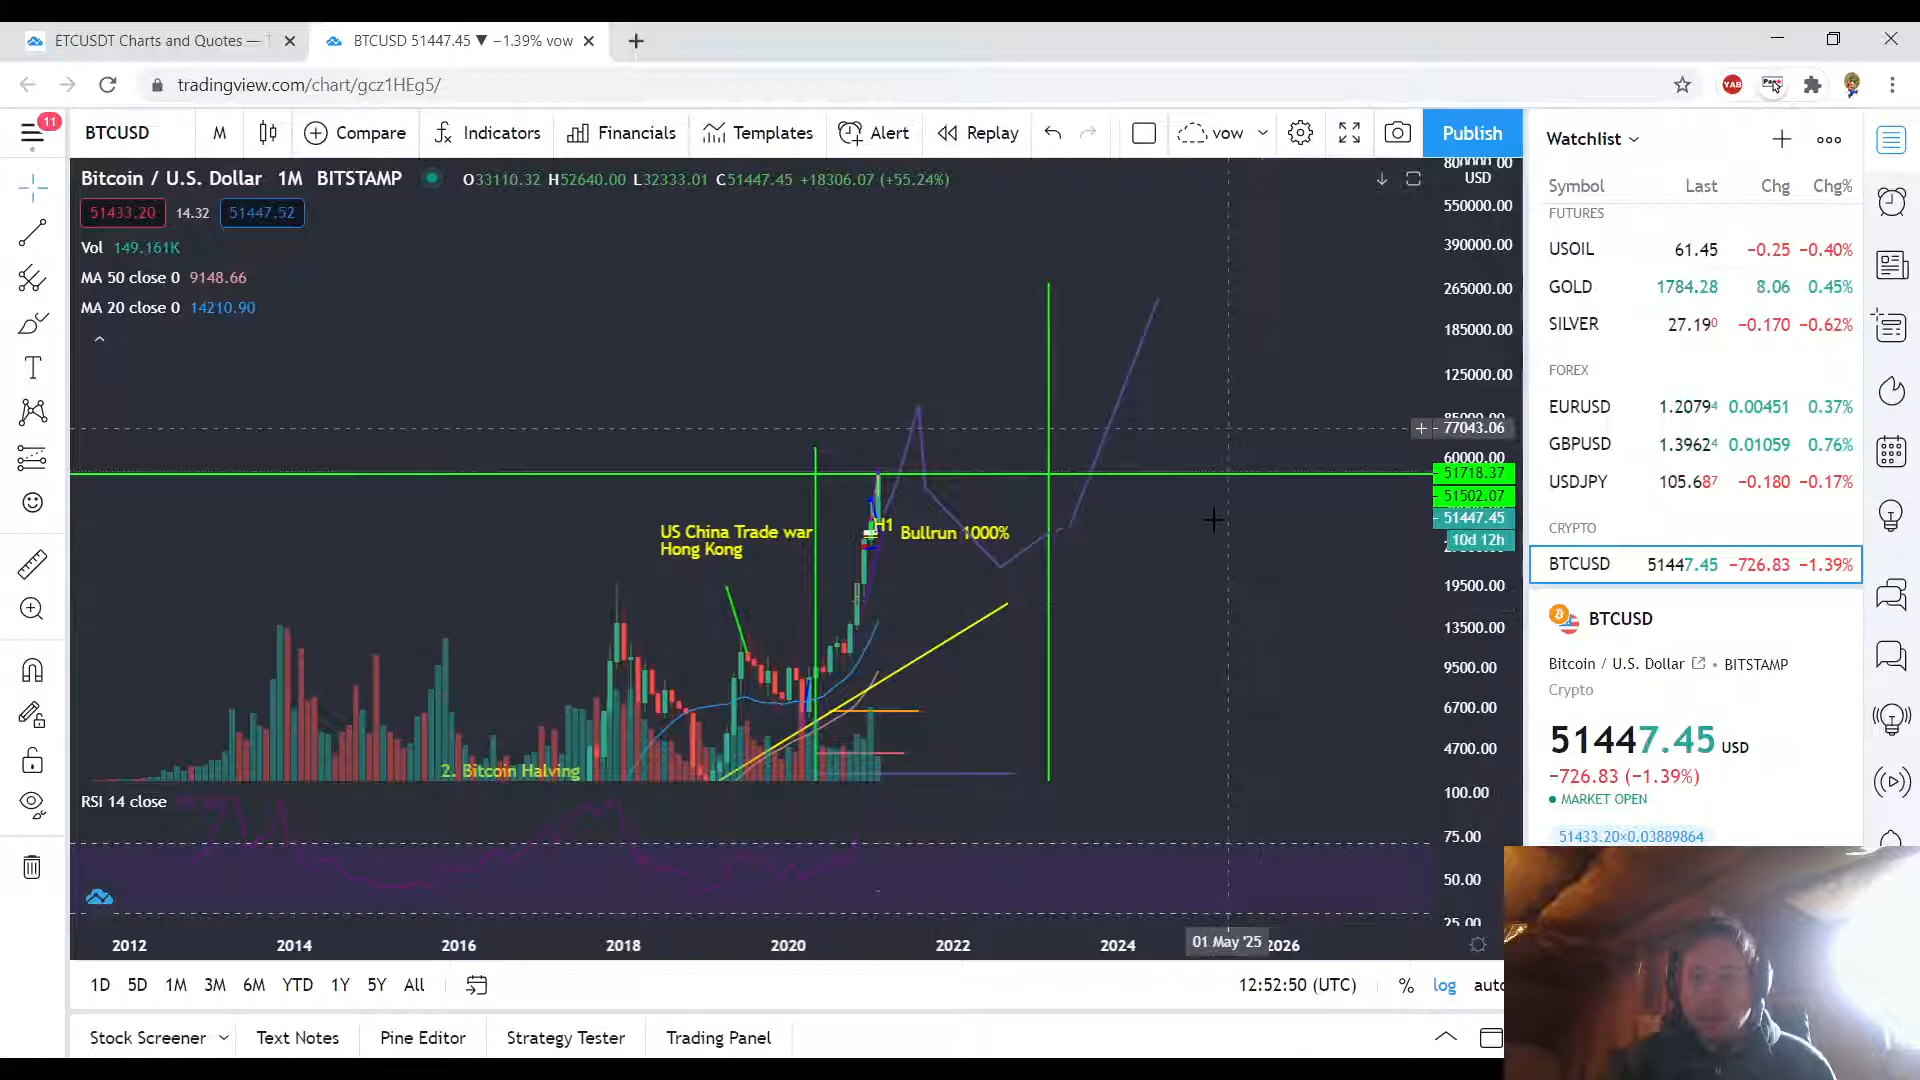 ETCUSDT Charts and Quotes —
BTCUSD 51447.45 ▼ −1.39% vow
tradingview.com/chart/gcz1HEg5/
YAB
11
BTCUSD
M
Compare
Indicators
Financials
Templates
Alert
Replay
vow
Publish
Bitcoin / U.S. Dollar 1M BITSTAMP
O33110.32 H52640.00 L32333.01 C51447.45 +18306.07 (+55.24%)
51433.20 14.32 51447.52
Vol 149.161K
MA 50 close 0 9148.66
MA 20 close 0 14210.90
US China Trade war
Hong Kong
H1
Bullrun 1000%
2. Bitcoin Halving
RSI 14 close
USD
550000.00
390000.00
265000.00
185000.00
125000.00
77043.06
60000.00
51718.37
51502.07
51447.45
10d 12h
19500.00
13500.00
9500.00
6700.00
4700.00
100.00
75.00
50.00
25.00
2012 2014 2016 2018 2020 2022 2024 01 May '25 2026
1D 5D 1M 3M 6M YTD 1Y 5Y All
12:52:50 (UTC) % log auto
Stock Screener
Text Notes
Pine Editor
Strategy Tester
Trading Panel
Watchlist
Symbol Last Chg Chg%
FUTURES
USOIL 61.45 −0.25 −0.40%
GOLD 1784.28 8.06 0.45%
SILVER 27.190 −0.170 −0.62%
FOREX
EURUSD 1.20794 0.00451 0.37%
GBPUSD 1.39624 0.01059 0.76%
USDJPY 105.687 −0.180 −0.17%
CRYPTO
BTCUSD 51447.45 −726.83 −1.39%
BTCUSD
Bitcoin / U.S. Dollar • BITSTAMP
Crypto
51447.45 USD
−726.83 (−1.39%)
MARKET OPEN
51433.20×0.03889864